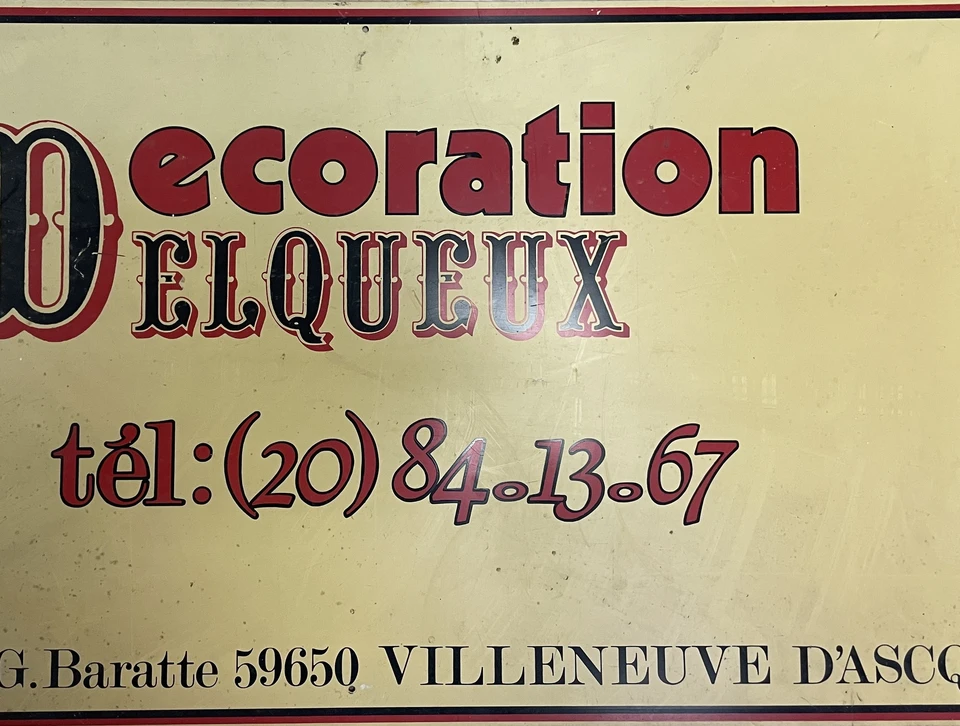 Decoration
DELQUEUX
tél:(20) 84.13.67
G.Baratte 59650 VILLENEUVE D'ASCQ